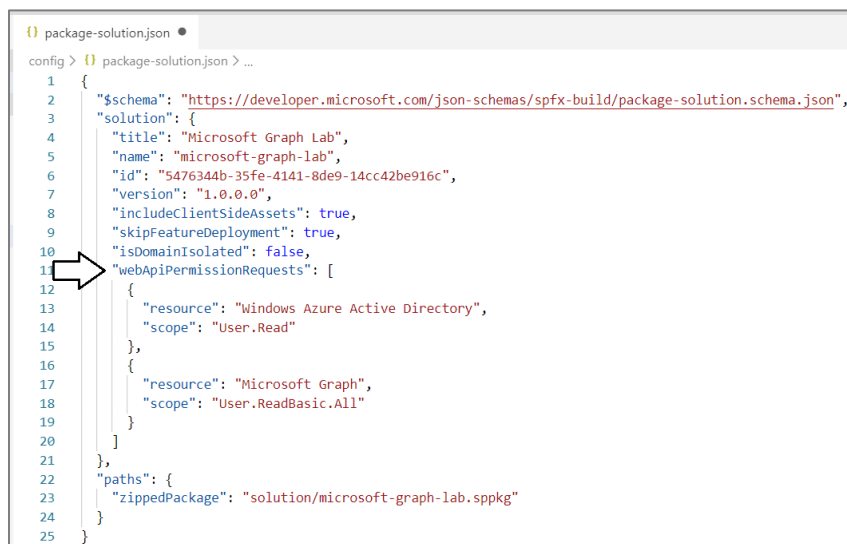 {} package-solution.json ●
config > {} package-solution.json > ...
1 {
2 "$schema": "https://developer.microsoft.com/json-schemas/spfx-build/package-solution.schema.json",
3 "solution": {
4 "title": "Microsoft Graph Lab",
5 "name": "microsoft-graph-lab",
6 "id": "5476344b-35fe-4141-8de9-14cc42be916c",
7 "version": "1.0.0.0",
8 "includeClientSideAssets": true,
9 "skipFeatureDeployment": true,
10 "isDomainIsolated": false,
11 "webApiPermissionRequests": [
12 {
13 "resource": "Windows Azure Active Directory",
14 "scope": "User.Read"
15 },
16 {
17 "resource": "Microsoft Graph",
18 "scope": "User.ReadBasic.All"
19 }
20 ]
21 },
22 "paths": {
23 "zippedPackage": "solution/microsoft-graph-lab.sppkg"
24 }
25 }